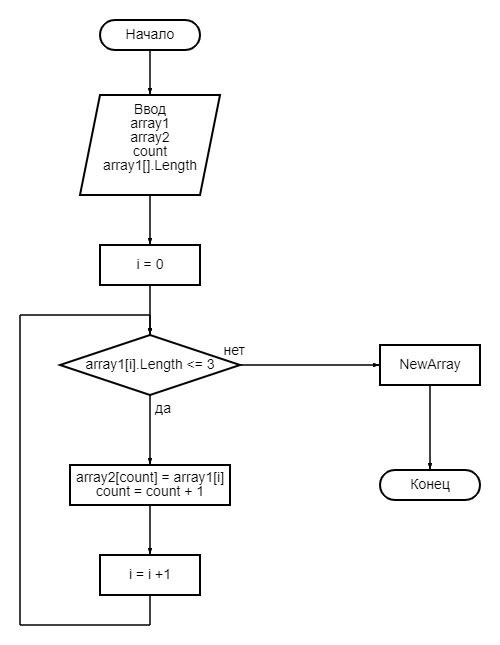 Начало
Ввод
array1
array2
count
array1[].Length
i = 0
array1[i].Length <= 3
нет
NewArray
да
array2[count] = array1[i]
count = count + 1
Конец
i = i +1